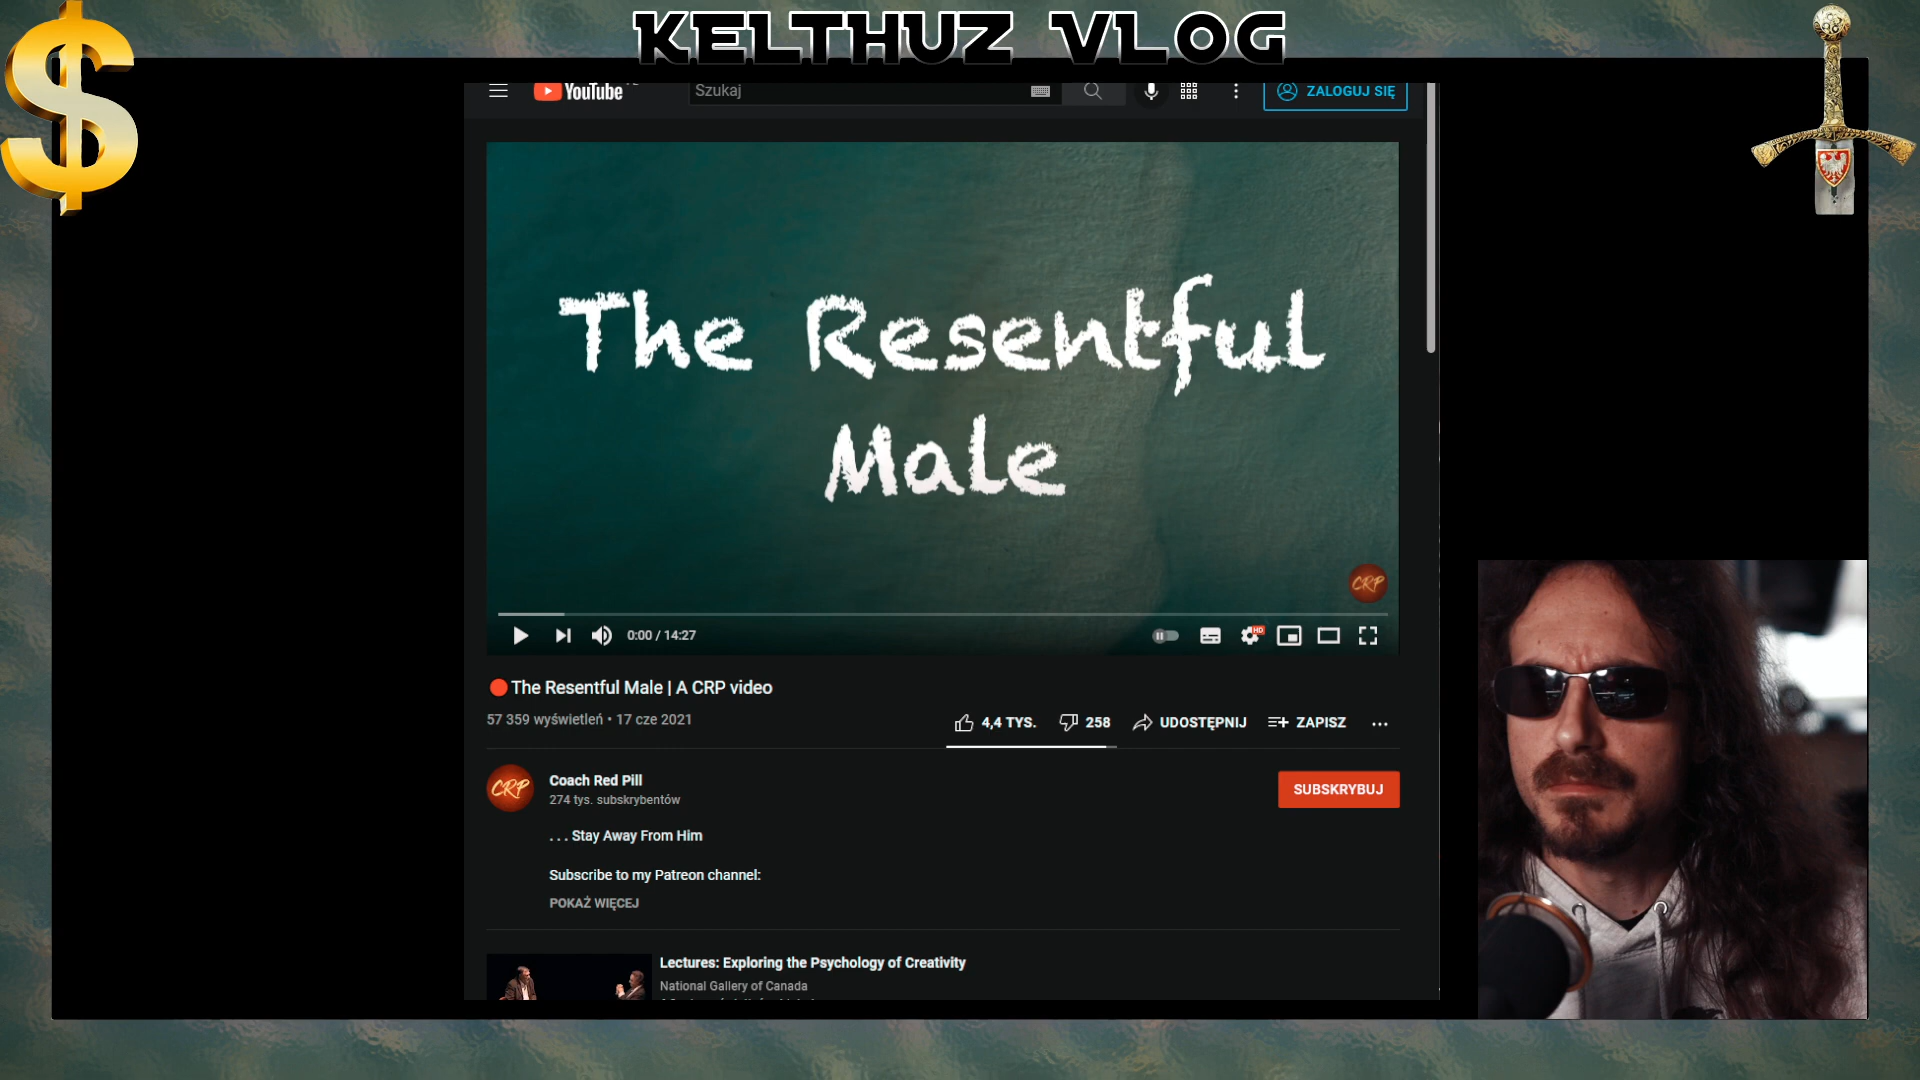 KELTHUZ VLOG
YouTube
Szukaj
ZALOGUJ SIĘ
The Resentful
Male
CRP
0:00 / 14:27
HD
The Resentful Male | A CRP video
57 359 wyświetleń • 17 cze 2021
4,4 TYS.
258
UDOSTĘPNIJ
ZAPISZ
CRP
Coach Red Pill
274 tys. subskrybentów
SUBSKRYBUJ
. . . Stay Away From Him
Subscribe to my Patreon channel:
POKAŻ WIĘCEJ
Lectures: Exploring the Psychology of Creativity
National Gallery of Canada